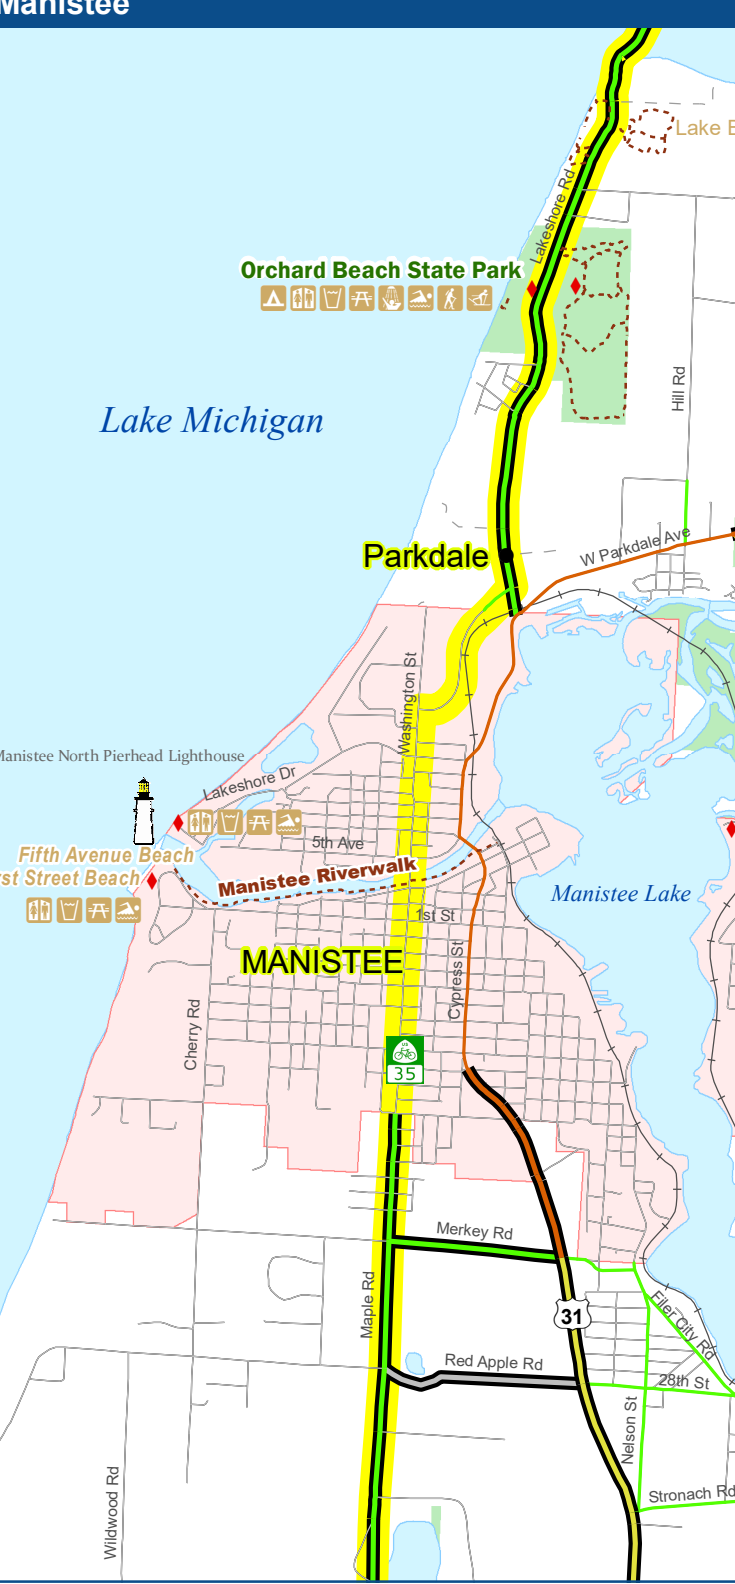 Manistee
Lake
Lakeshore Rd
Orchard Beach State Park
Hill Rd
Lake Michigan
W Parkdale Ave
Parkdale
Washington St
Manistee North Pierhead Lighthouse
Lakeshore Dr
5th Ave
Fifth Avenue Beach
Street Beach
Manistee Riverwalk
Manistee Lake
1st St
MANISTEE
Cypress St
Cherry Rd
US
35
Merkey Rd
Maple Rd
31
Filer City Rd
Red Apple Rd
28th St
Nelson St
Wildwood Rd
Stronach Rd